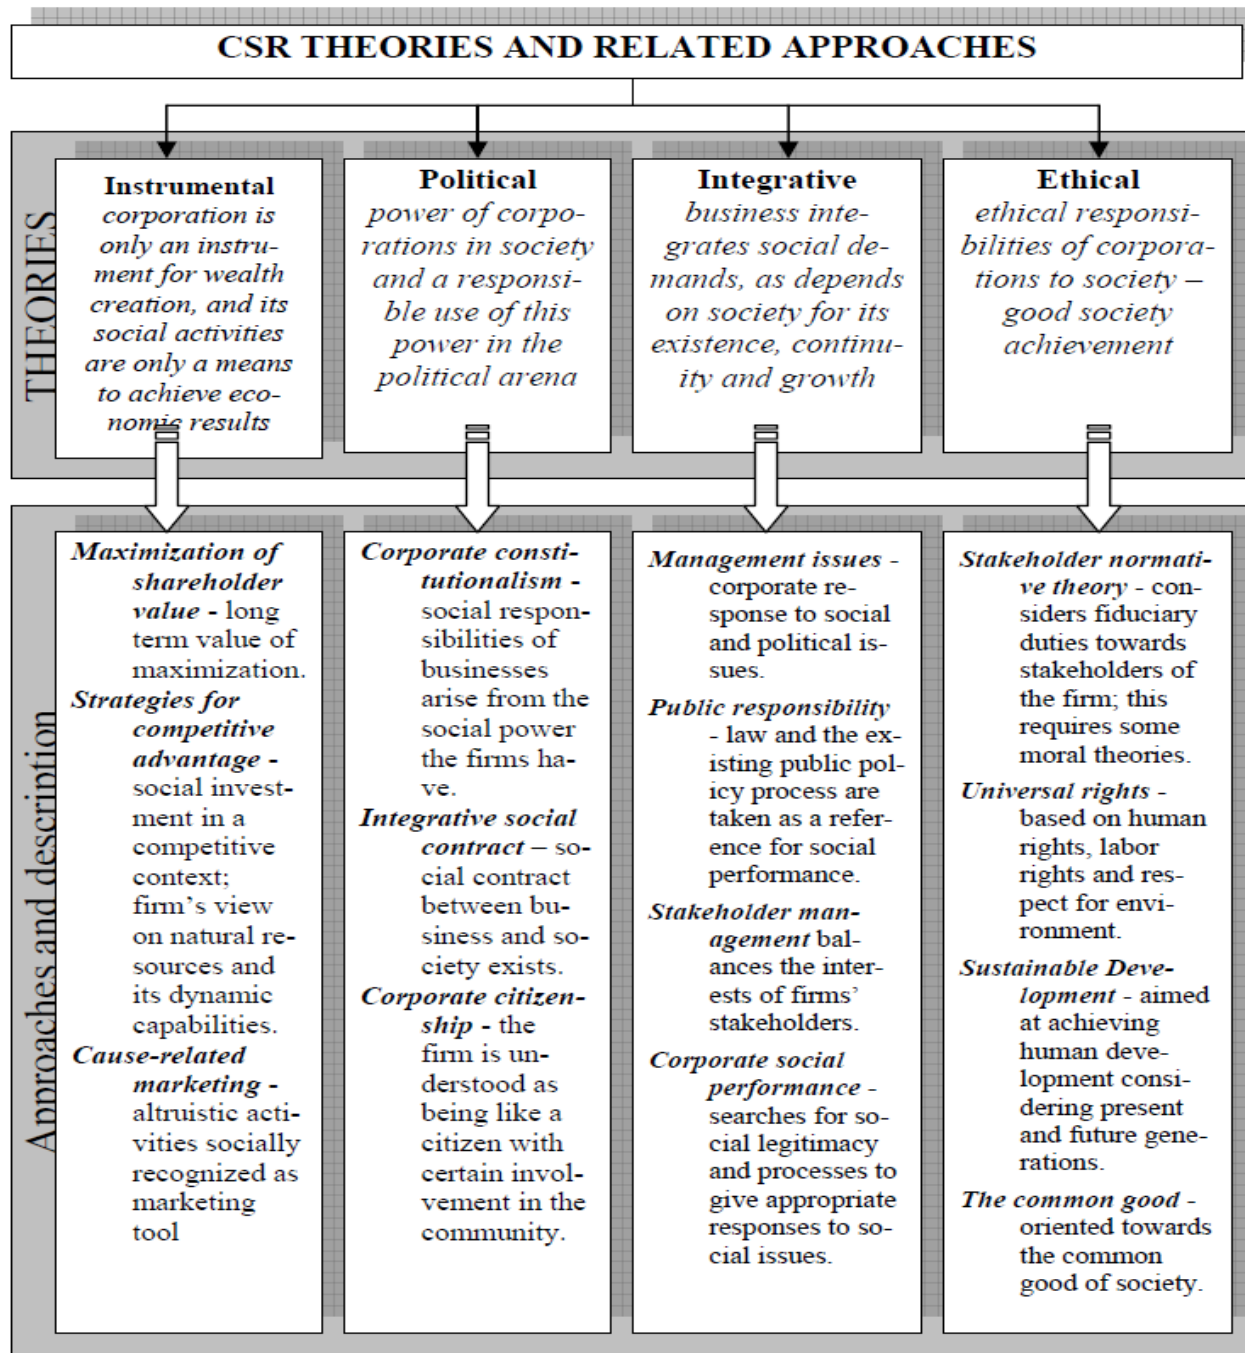 CSR THEORIES AND RELATED APPROACHES
THEORIES
Instrumental
corporation is
only an instru-
ment for wealth
creation, and its
social activities
are only a means
to achieve eco-
nomic results
Political
power of corpo-
rations in society
and a responsi-
ble use of this
power in the
political arena
Integrative
business inte-
grates social de-
mands, as depends
on society for its
existence, continu-
ity and growth
Ethical
ethical responsi-
bilities of corpora-
tions to society –
good society
achievement
Approaches and description
Maximization of
shareholder
value - long
term value of
maximization.
Strategies for
competitive
advantage -
social invest-
ment in a
competitive
context;
firm’s view
on natural re-
sources and
its dynamic
capabilities.
Cause-related
marketing -
altruistic acti-
vities socially
recognized as
marketing
tool
Corporate consti-
tutionalism -
social respon-
sibilities of
businesses
arise from the
social power
the firms ha-
ve.
Integrative social
contract – so-
cial contract
between bu-
siness and so-
ciety exists.
Corporate citizen-
ship - the
firm is un-
derstood as
being like a
citizen with
certain invol-
vement in the
community.
Management issues -
corporate re-
sponse to social
and political is-
sues.
Public responsibility
- law and the ex-
isting public pol-
icy process are
taken as a refer-
ence for social
performance.
Stakeholder man-
agement bal-
ances the inter-
ests of firms’
stakeholders.
Corporate social
performance -
searches for so-
cial legitimacy
and processes to
give appropriate
responses to so-
cial issues.
Stakeholder normati-
ve theory - con-
siders fiduciary
duties towards
stakeholders of
the firm; this
requires some
moral theories.
Universal rights -
based on human
rights, labor
rights and res-
pect for envi-
ronment.
Sustainable Deve-
lopment - aimed
at achieving
human deve-
lopment consi-
dering present
and future gene-
rations.
The common good -
oriented towards
the common
good of society.